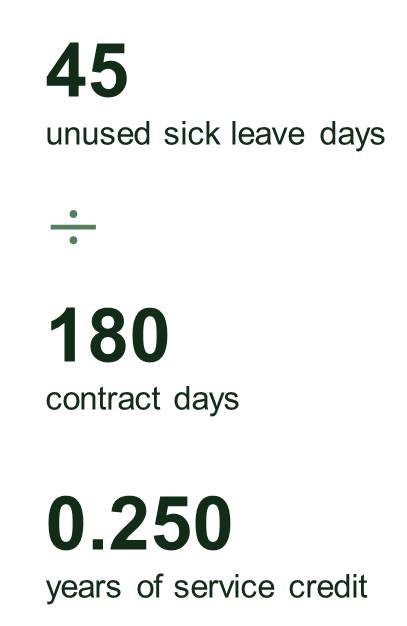 45
unused sick leave days
÷
180
contract days
0.250
years of service credit